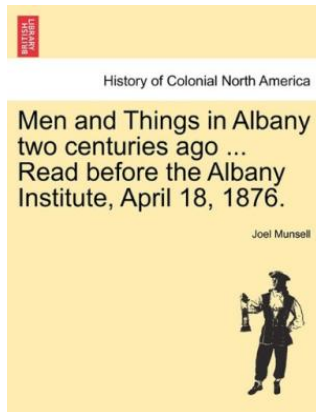 BRITISH
LIBRARY
History of Colonial North America
Men and Things in Albany
two centuries ago ...
Read before the Albany
Institute, April 18, 1876.
Joel Munsell